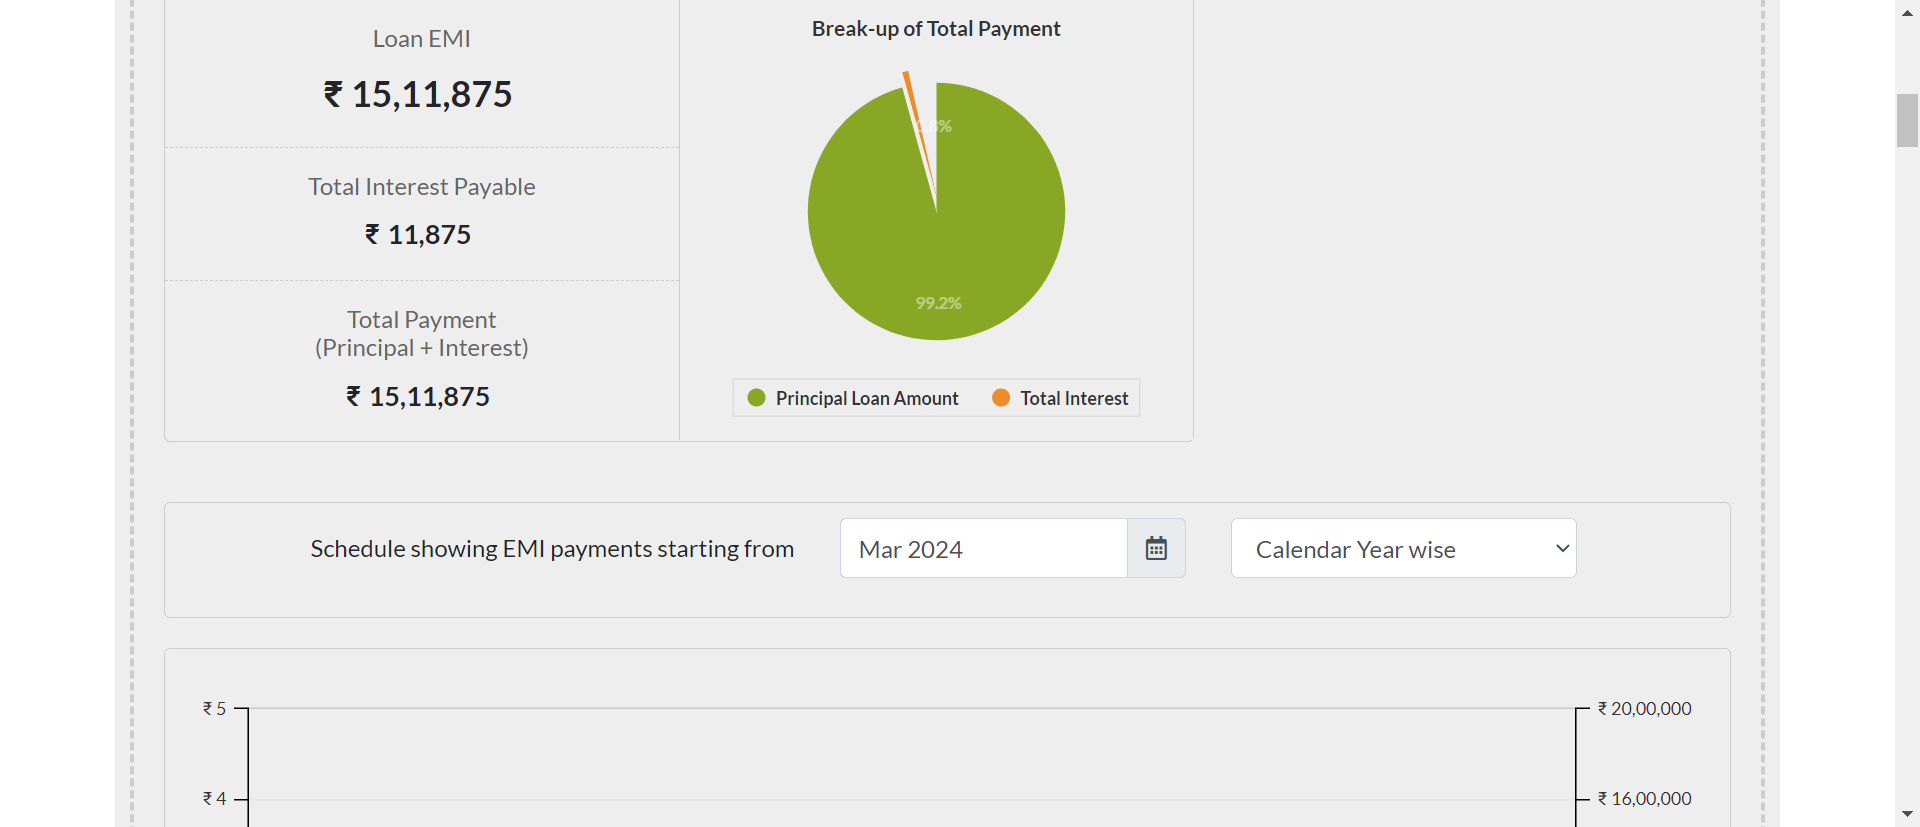 Loan EMI
₹ 15,11,875
Total Interest Payable
₹ 11,875
Total Payment
(Principal + Interest)
₹ 15,11,875
Break-up of Total Payment
0.8%
99.2%
Principal Loan Amount
Total Interest
Schedule showing EMI payments starting from
Mar 2024
Calendar Year wise
₹ 5
₹ 20,00,000
₹ 4
₹ 16,00,000